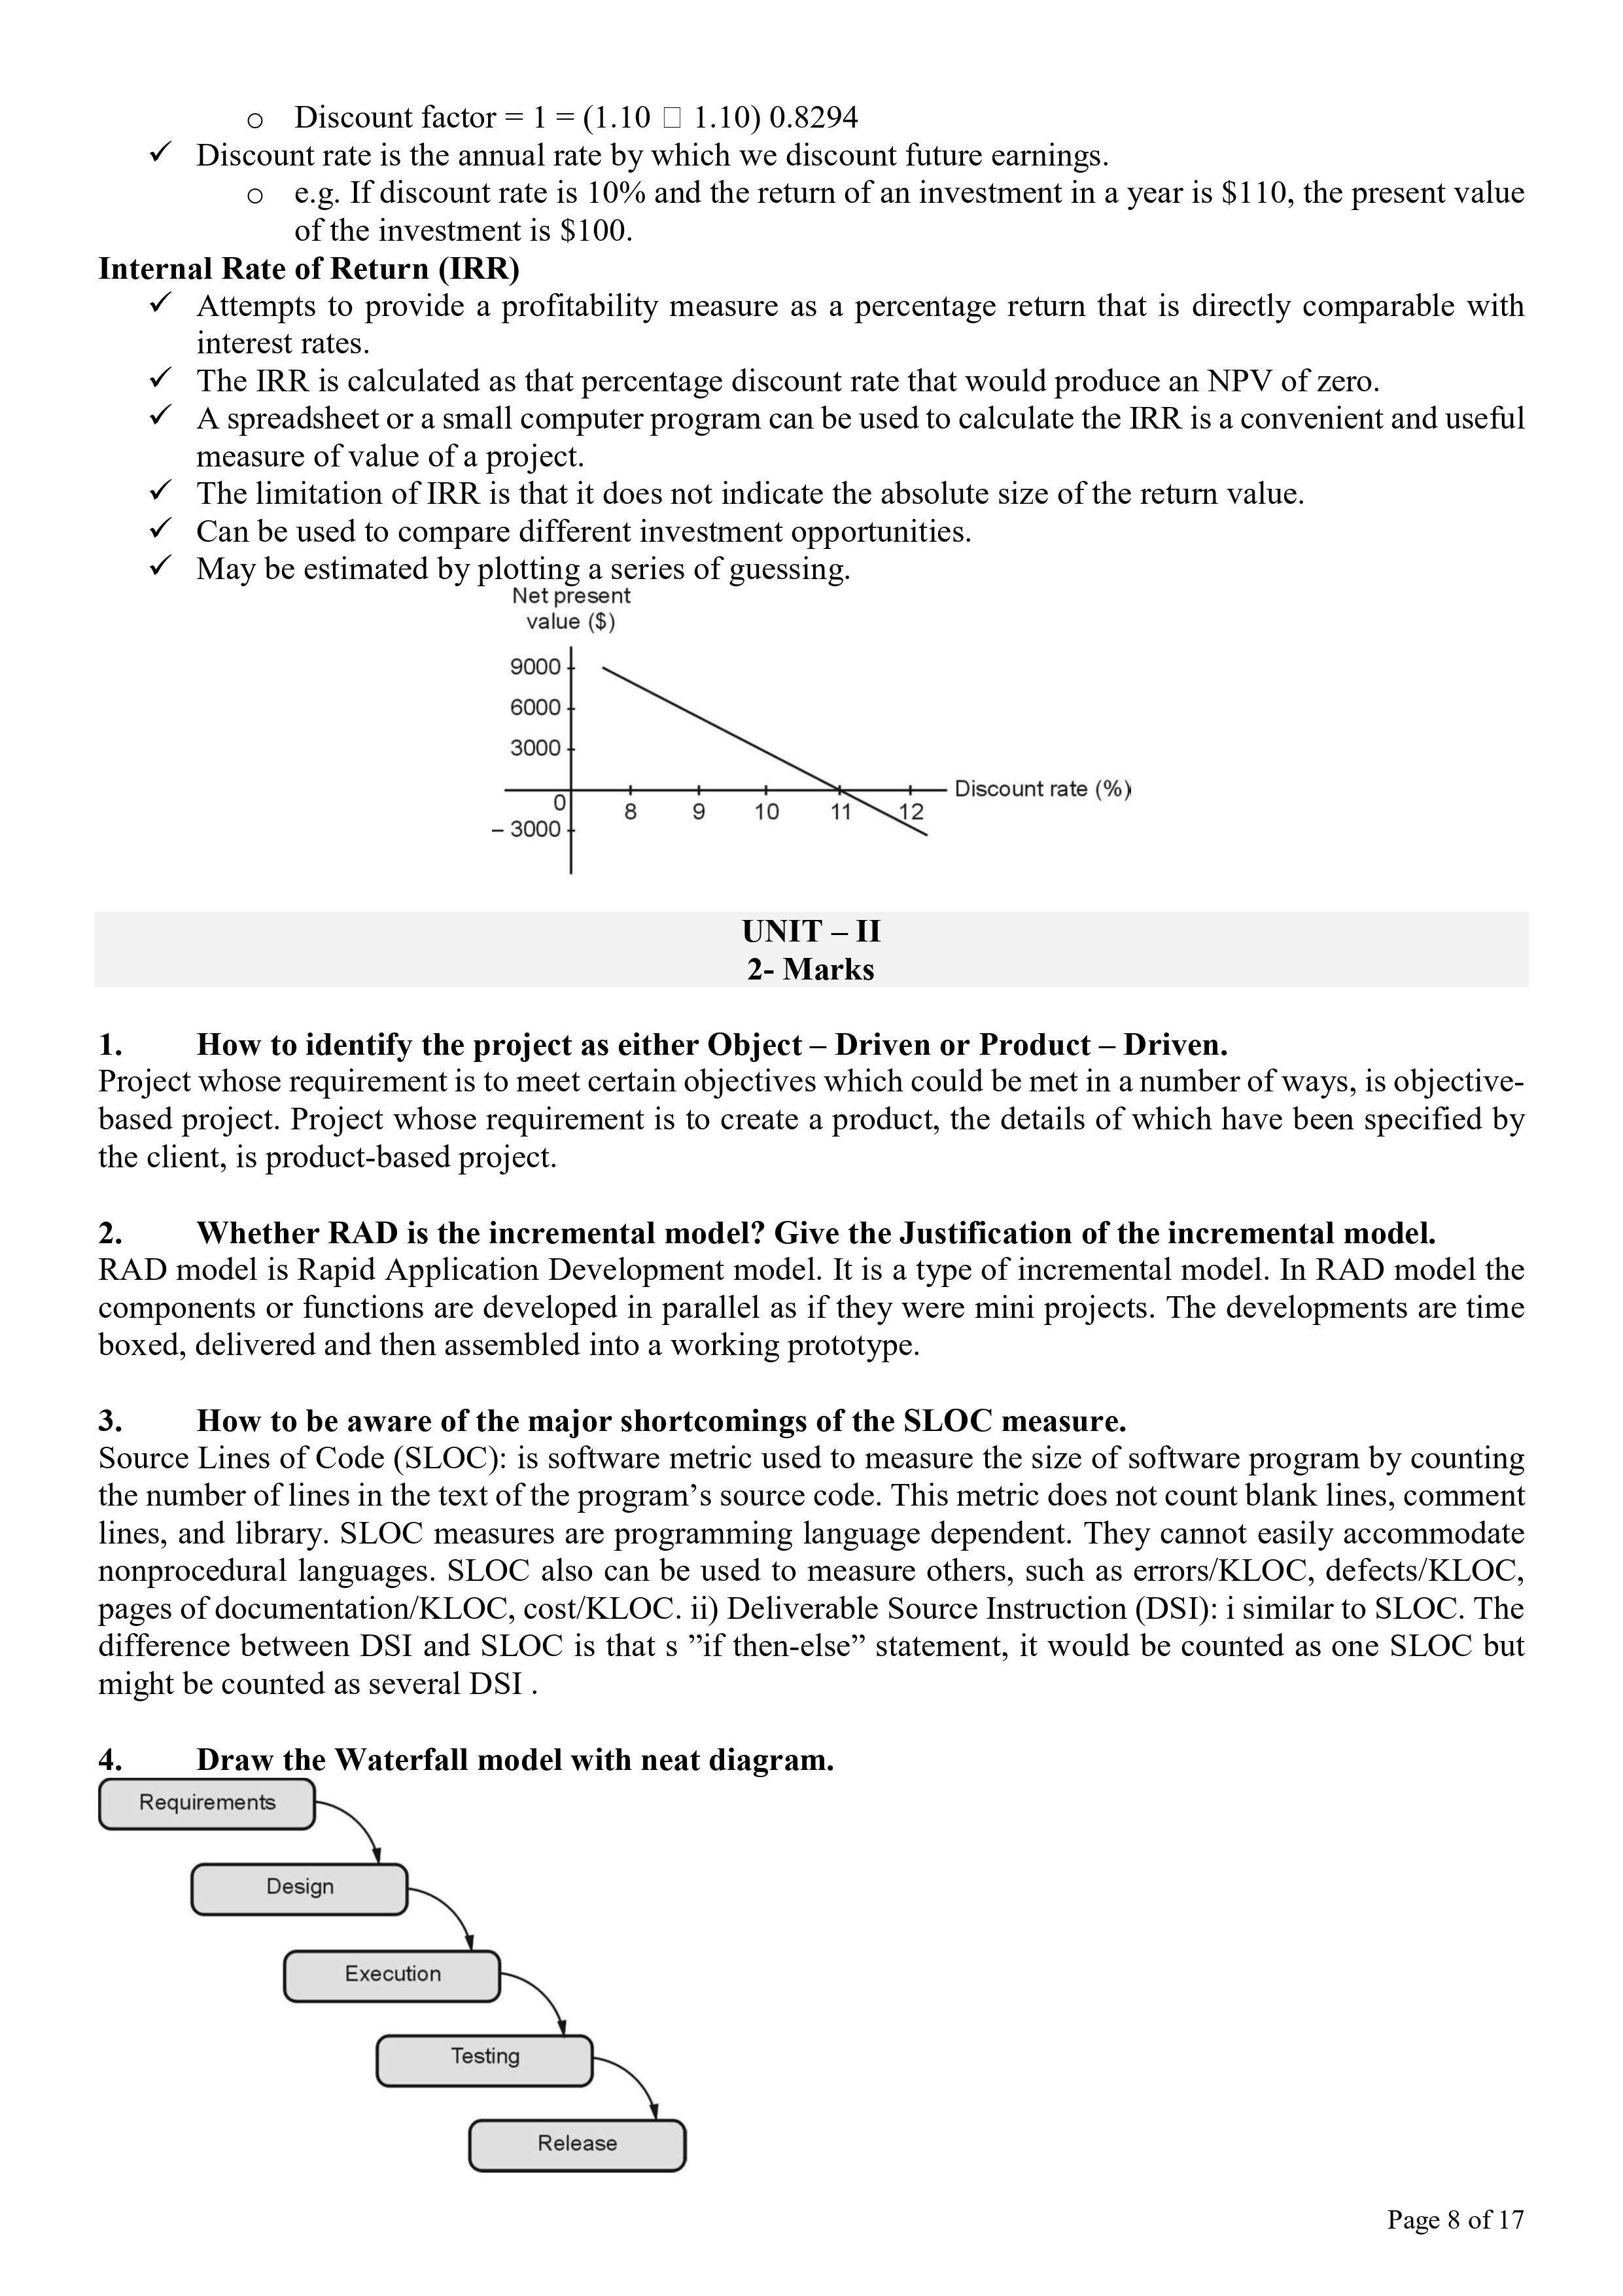 o Discount factor = 1 = (1.10 □ 1.10) 0.8294
✓ Discount rate is the annual rate by which we discount future earnings.
o e.g. If discount rate is 10% and the return of an investment in a year is $110, the present value
of the investment is $100.
Internal Rate of Return (IRR)
✓ Attempts to provide a profitability measure as a percentage return that is directly comparable with
interest rates.
✓ The IRR is calculated as that percentage discount rate that would produce an NPV of zero.
✓ A spreadsheet or a small computer program can be used to calculate the IRR is a convenient and useful
measure of value of a project.
✓ The limitation of IRR is that it does not indicate the absolute size of the return value.
✓ Can be used to compare different investment opportunities.
✓ May be estimated by plotting a series of guessing.
Net present
value ($)
9000
6000
3000
Discount rate (%)
0
8 9 10 11 12
– 3000
UNIT – II
2- Marks
1. How to identify the project as either Object – Driven or Product – Driven.
Project whose requirement is to meet certain objectives which could be met in a number of ways, is objective-
based project. Project whose requirement is to create a product, the details of which have been specified by
the client, is product-based project.
2. Whether RAD is the incremental model? Give the Justification of the incremental model.
RAD model is Rapid Application Development model. It is a type of incremental model. In RAD model the
components or functions are developed in parallel as if they were mini projects. The developments are time
boxed, delivered and then assembled into a working prototype.
3. How to be aware of the major shortcomings of the SLOC measure.
Source Lines of Code (SLOC): is software metric used to measure the size of software program by counting
the number of lines in the text of the program’s source code. This metric does not count blank lines, comment
lines, and library. SLOC measures are programming language dependent. They cannot easily accommodate
nonprocedural languages. SLOC also can be used to measure others, such as errors/KLOC, defects/KLOC,
pages of documentation/KLOC, cost/KLOC. ii) Deliverable Source Instruction (DSI): i similar to SLOC. The
difference between DSI and SLOC is that s ”if then-else” statement, it would be counted as one SLOC but
might be counted as several DSI .
4. Draw the Waterfall model with neat diagram.
Requirements
Design
Execution
Testing
Release
Page 8 of 17